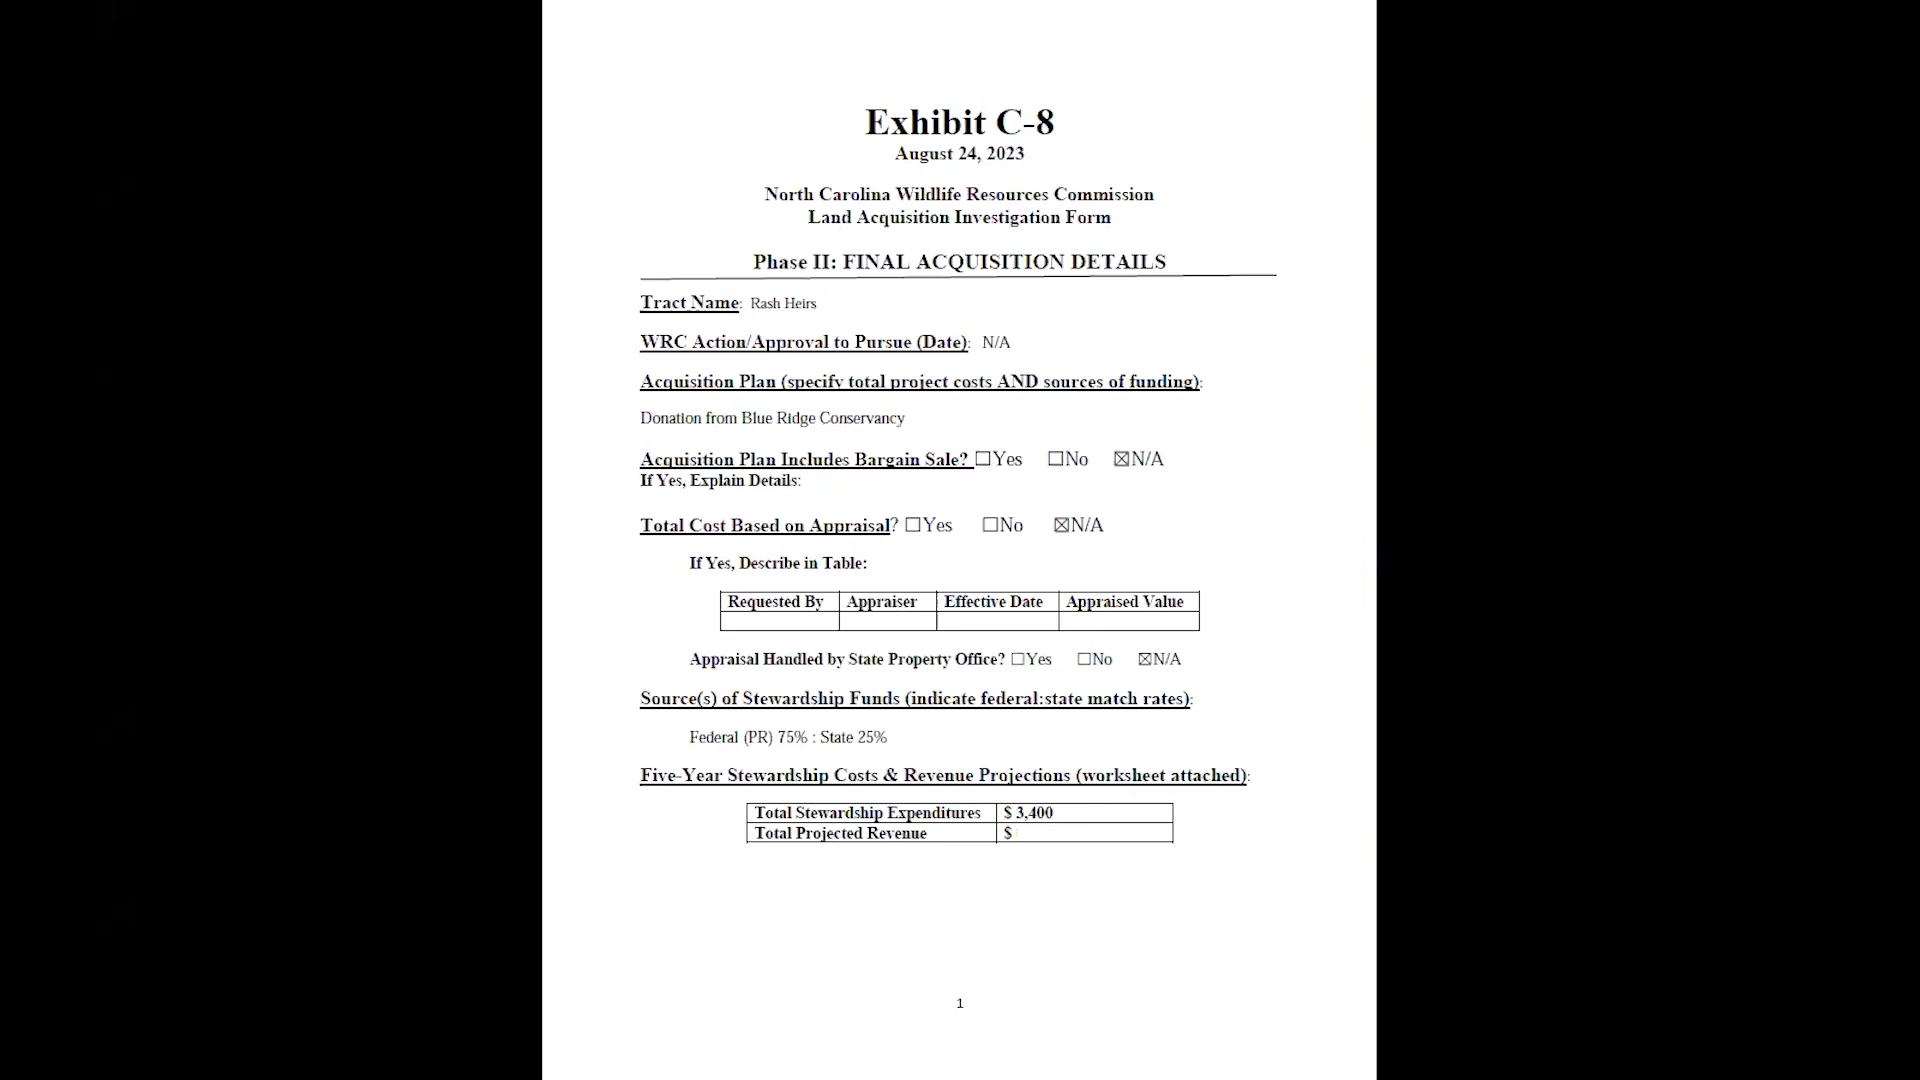 Exhibit C-8
August 24, 2023
North Carolina Wildlife Resources Commission
Land Acquisition Investigation Form
Phase II: FINAL ACQUISITION DETAILS
Tract Name: Rash Heirs
WRC Action/Approval to Pursue (Date): N/A
Acquisition Plan (specify total project costs AND sources of funding):
Donation from Blue Ridge Conservancy
Acquisition Plan Includes Bargain Sale? ☐Yes ☐No ☒N/A
If Yes, Explain Details:
Total Cost Based on Appraisal? ☐Yes ☐No ☒N/A
If Yes, Describe in Table:
Requested By Appraiser Effective Date Appraised Value
Appraisal Handled by State Property Office? ☐Yes ☐No ☒N/A
Source(s) of Stewardship Funds (indicate federal:state match rates):
Federal (PR) 75% : State 25%
Five-Year Stewardship Costs & Revenue Projections (worksheet attached):
Total Stewardship Expenditures $ 3,400
Total Projected Revenue $
1